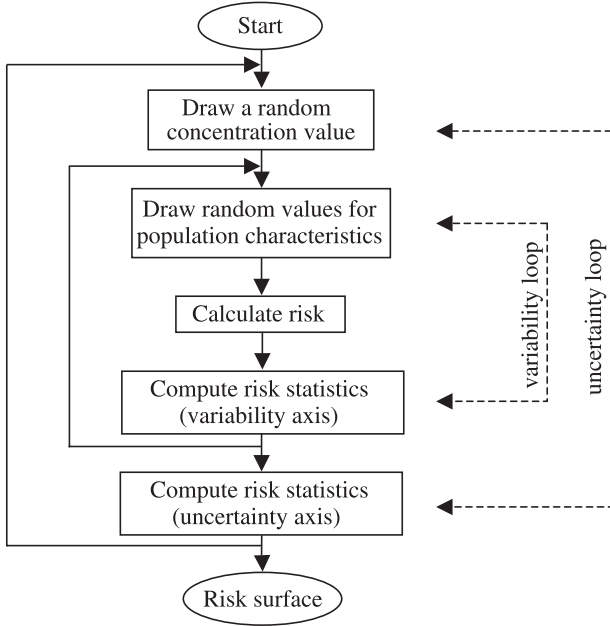 Start
Draw a random
concentration value
Draw random values for
population characteristics
Calculate risk
Compute risk statistics
(variability axis)
Compute risk statistics
(uncertainty axis)
Risk surface
variability loop
uncertainty loop